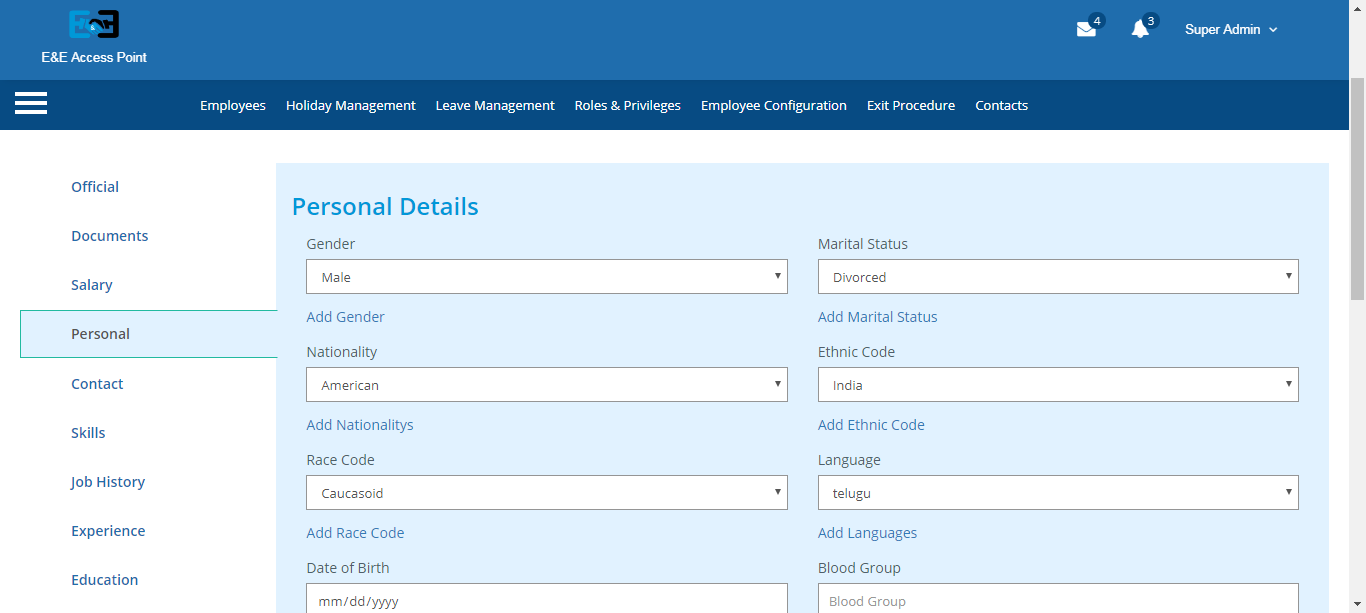 E&E
4
3
E&E Access Point
Super Admin
Employees Holiday Management Leave Management Roles & Privileges Employee Configuration Exit Procedure Contacts
Official
Documents
Salary
Personal
Contact
Skills
Job History
Experience
Education
Personal Details
Gender Marital Status
Male Divorced
Add Gender Add Marital Status
Nationality Ethnic Code
American India
Add Nationalitys Add Ethnic Code
Race Code Language
Caucasoid telugu
Add Race Code Add Languages
Date of Birth Blood Group
mm/dd/yyyy Blood Group